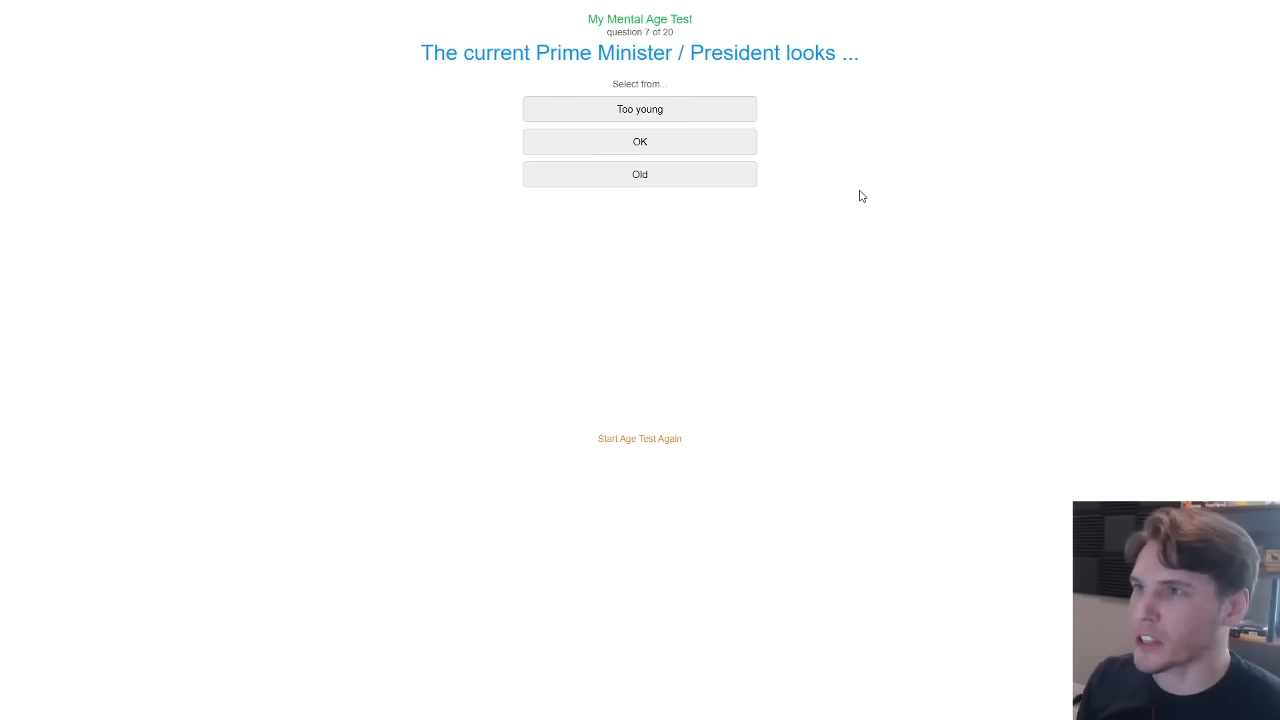 My Mental Age Test
question 7 of 20
The current Prime Minister / President looks ...
Select from...
Too young
OK
Old
Start Age Test Again